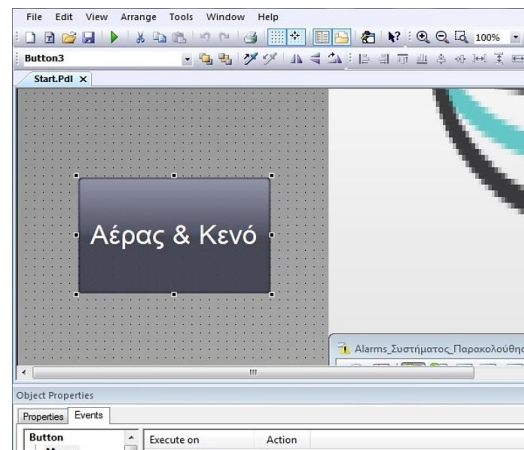 File Edit View Arrange Tools Window Help
100%
Button3
Start.Pdl
Αέρας & Κενό
Alarms_Συστήματος_Παρακολούθησ
Object Properties
Properties Events
Button
Execute on Action